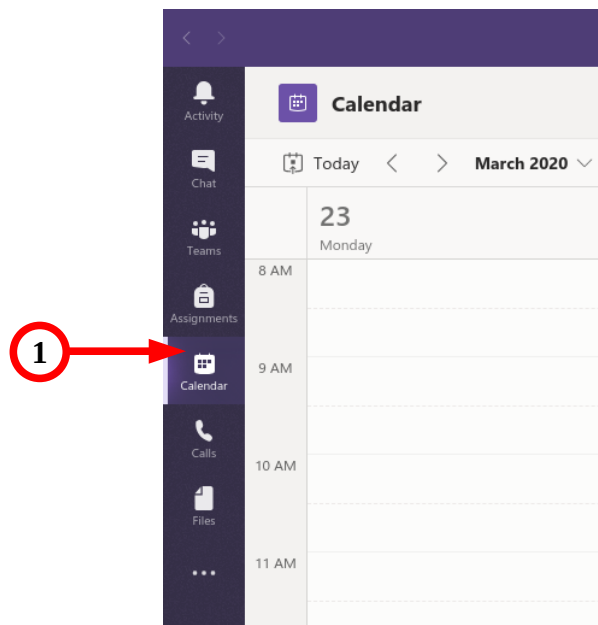 Activity
Calendar
Chat
Today
March 2020
Teams
23
Monday
8 AM
Assignments
1
9 AM
Calendar
Calls
10 AM
Files
11 AM